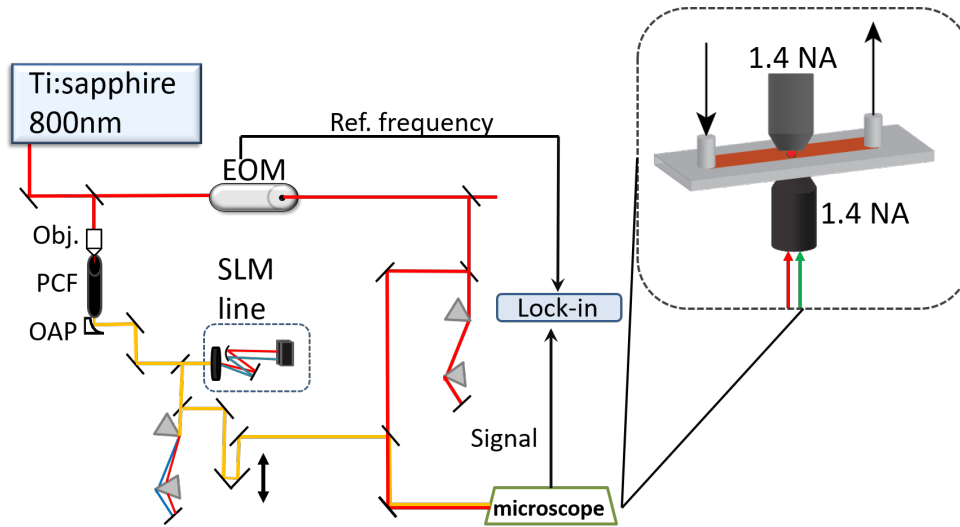 Ti:sapphire
800nm
Ref. frequency
EOM
Obj.
PCF
OAP
SLM
line
Lock-in
Signal
microscope
1.4 NA
1.4 NA